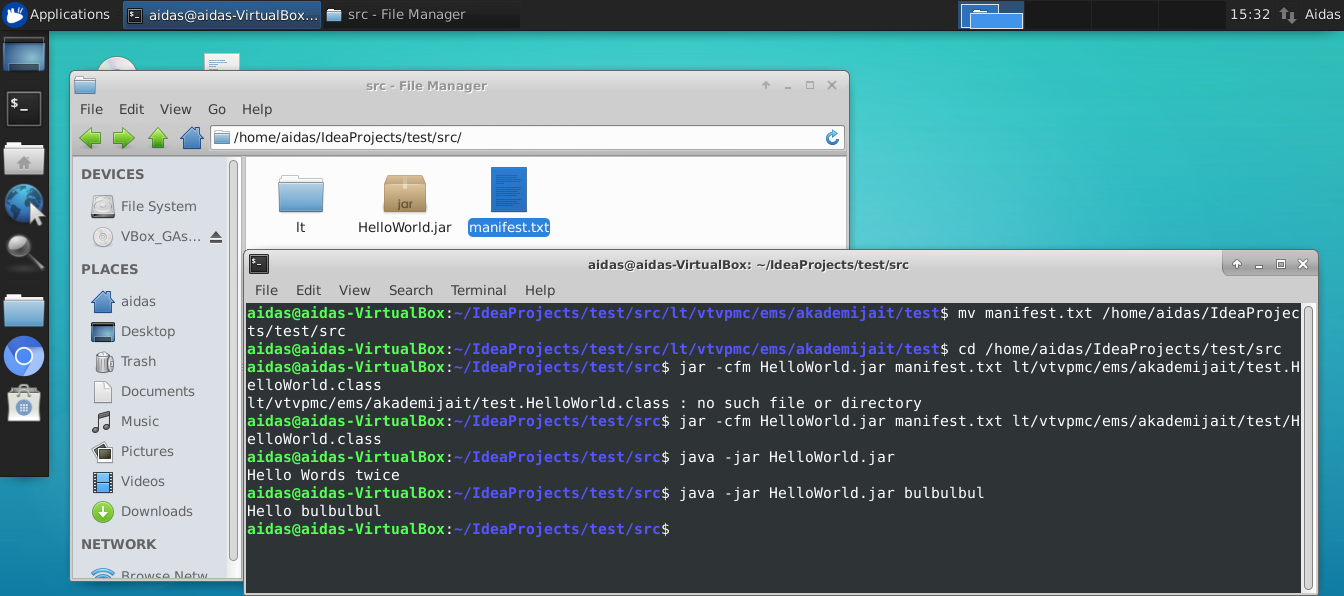 Applications
aidas@aidas-VirtualBox...
src - File Manager
15:32
Aidas
src - File Manager
File Edit View Go Help
/home/aidas/IdeaProjects/test/src/
DEVICES
File System
VBox_GAs...
PLACES
aidas
Desktop
Trash
Documents
Music
Pictures
Videos
Downloads
NETWORK
Browse Netw
lt
jar
HelloWorld.jar
manifest.txt
aidas@aidas-VirtualBox: ~/IdeaProjects/test/src
File Edit View Search Terminal Help
aidas@aidas-VirtualBox:~/IdeaProjects/test/src/lt/vtvpmc/ems/akademijait/test$ mv manifest.txt /home/aidas/IdeaProjec
ts/test/src
aidas@aidas-VirtualBox:~/IdeaProjects/test/src/lt/vtvpmc/ems/akademijait/test$ cd /home/aidas/IdeaProjects/test/src
aidas@aidas-VirtualBox:~/IdeaProjects/test/src$ jar -cfm HelloWorld.jar manifest.txt lt/vtvpmc/ems/akademijait/test.H
elloWorld.class
lt/vtvpmc/ems/akademijait/test.HelloWorld.class : no such file or directory
aidas@aidas-VirtualBox:~/IdeaProjects/test/src$ jar -cfm HelloWorld.jar manifest.txt lt/vtvpmc/ems/akademijait/test/H
elloWorld.class
aidas@aidas-VirtualBox:~/IdeaProjects/test/src$ java -jar HelloWorld.jar
Hello Words twice
aidas@aidas-VirtualBox:~/IdeaProjects/test/src$ java -jar HelloWorld.jar bulbulbul
Hello bulbulbul
aidas@aidas-VirtualBox:~/IdeaProjects/test/src$